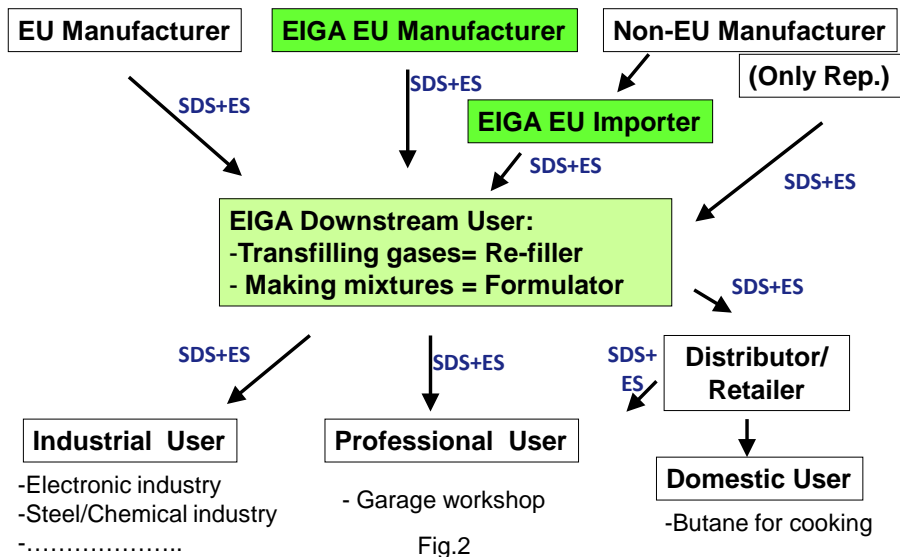 EU Manufacturer
EIGA EU Manufacturer
Non-EU Manufacturer
(Only Rep.)
SDS+ES
SDS+ES
EIGA EU Importer
SDS+ES
SDS+ES
EIGA Downstream User:
-Transfilling gases= Re-filler
- Making mixtures = Formulator
SDS+ES
SDS+ES
SDS+ES
SDS+
ES
Distributor/
Retailer
Industrial User
Professional User
Domestic User
-Electronic industry
-Steel/Chemical industry
-………………..
- Garage workshop
-Butane for cooking
Fig.2